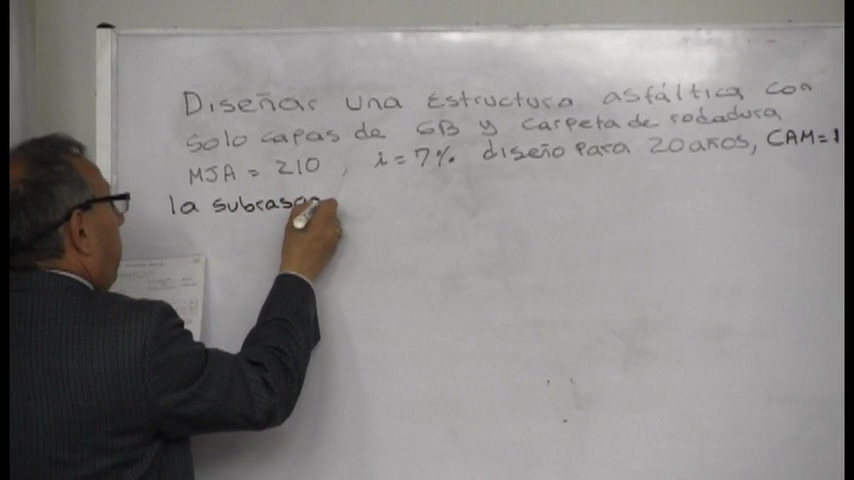 Diseñar una Estructura asfáltica con
solo capas de GB y carpeta de rodadura
MJA = 210, i = 7% diseño para 20 años, CAM = 1
la subrasan